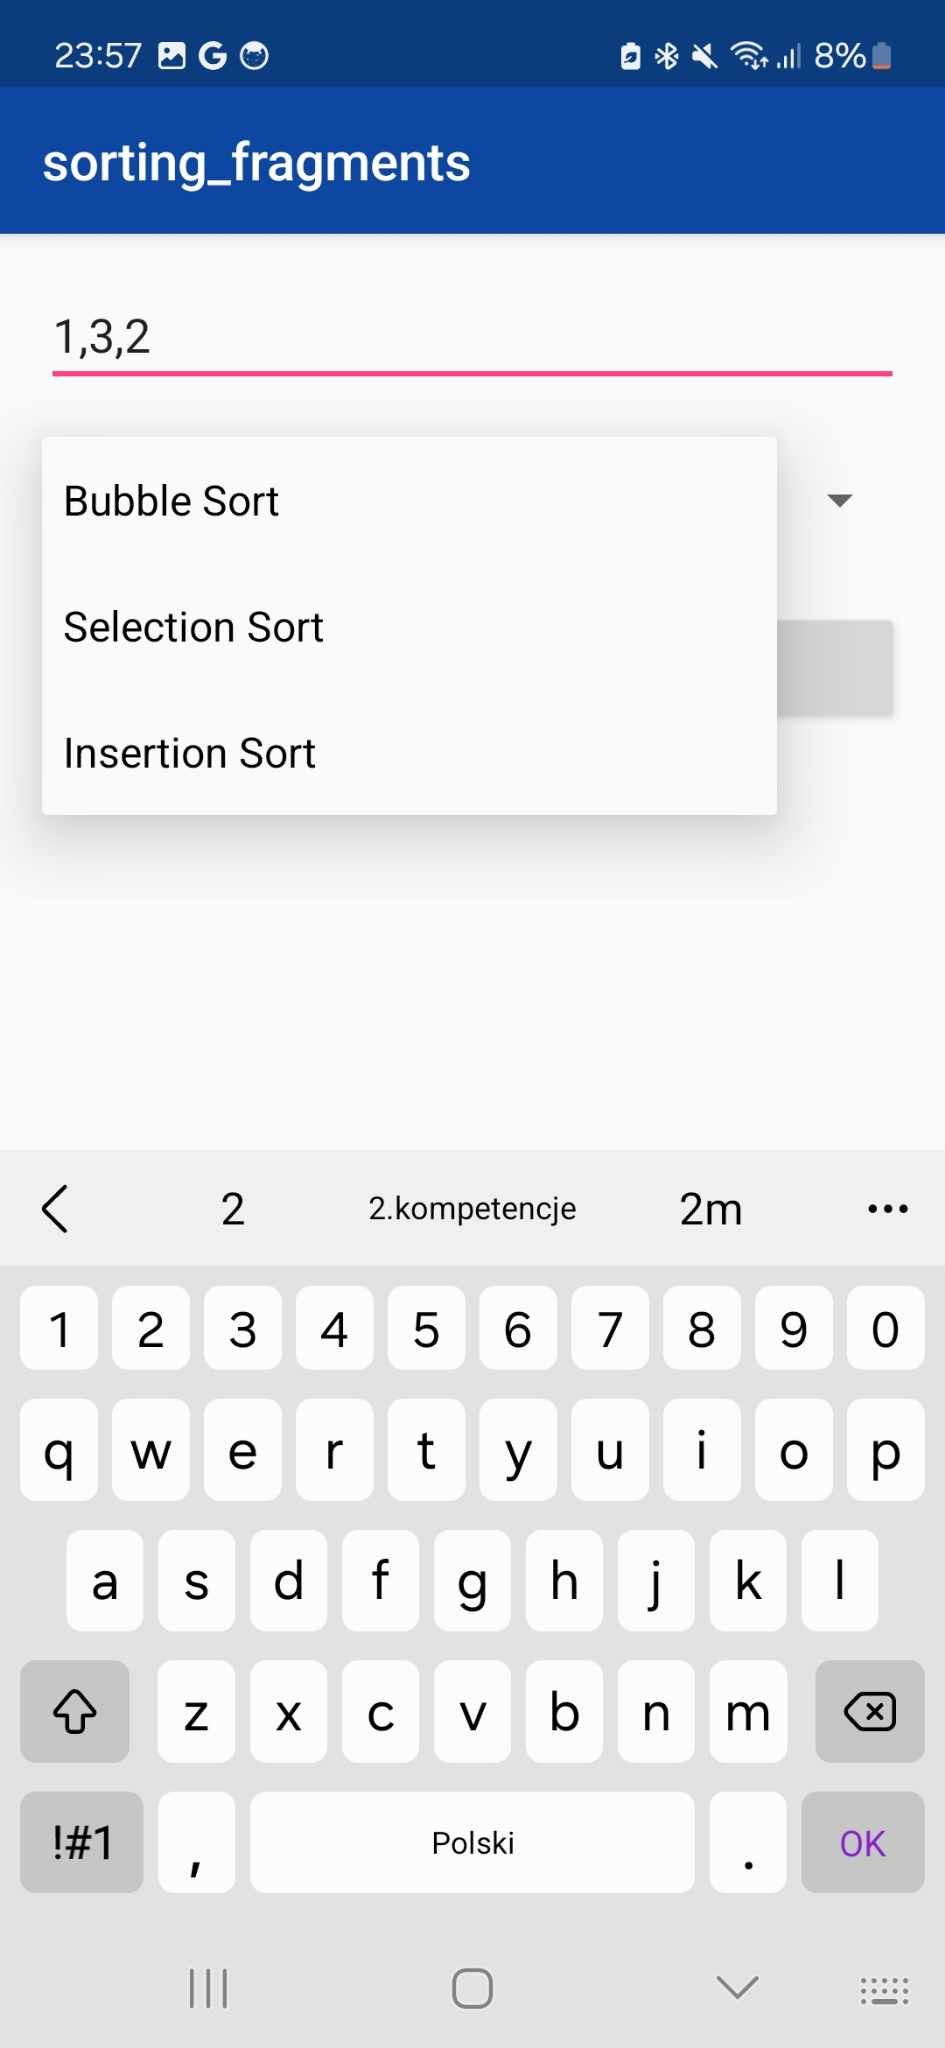 23:57 8%
sorting_fragments
1,3,2
Bubble Sort
Selection Sort
Insertion Sort
2 2.kompetencje 2m
1 2 3 4 5 6 7 8 9 0
q w e r t y u i o p
a s d f g h j k l
z x c v b n m
!#1 , Polski . OK